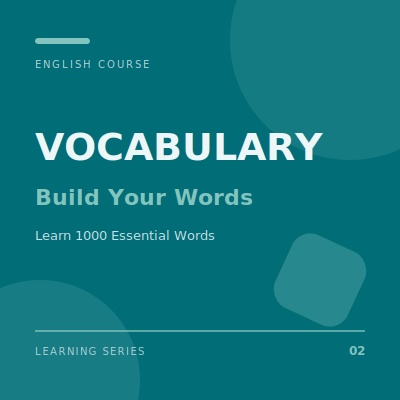 ENGLISH COURSE
VOCABULARY
Build Your Words
Learn 1000 Essential Words
LEARNING SERIES 02